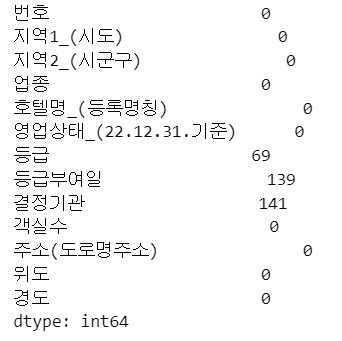 번호 0
지역1_(시도) 0
지역2_(시군구) 0
업종 0
호텔명_(등록명칭) 0
영업상태_(22.12.31.기준) 0
등급 69
등급부여일 139
결정기관 141
객실수 0
주소(도로명주소) 0
위도 0
경도 0
dtype: int64